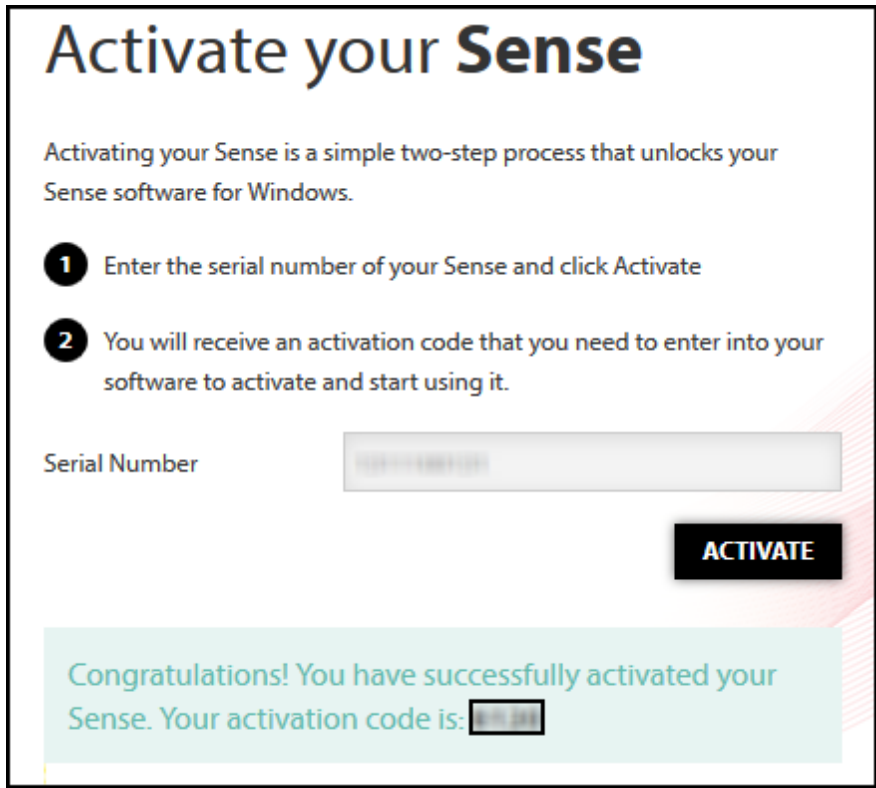 Activate your Sense
Activating your Sense is a simple two-step process that unlocks your
Sense software for Windows.
1 Enter the serial number of your Sense and click Activate
2 You will receive an activation code that you need to enter into your
software to activate and start using it.
Serial Number
ACTIVATE
Congratulations! You have successfully activated your
Sense. Your activation code is: